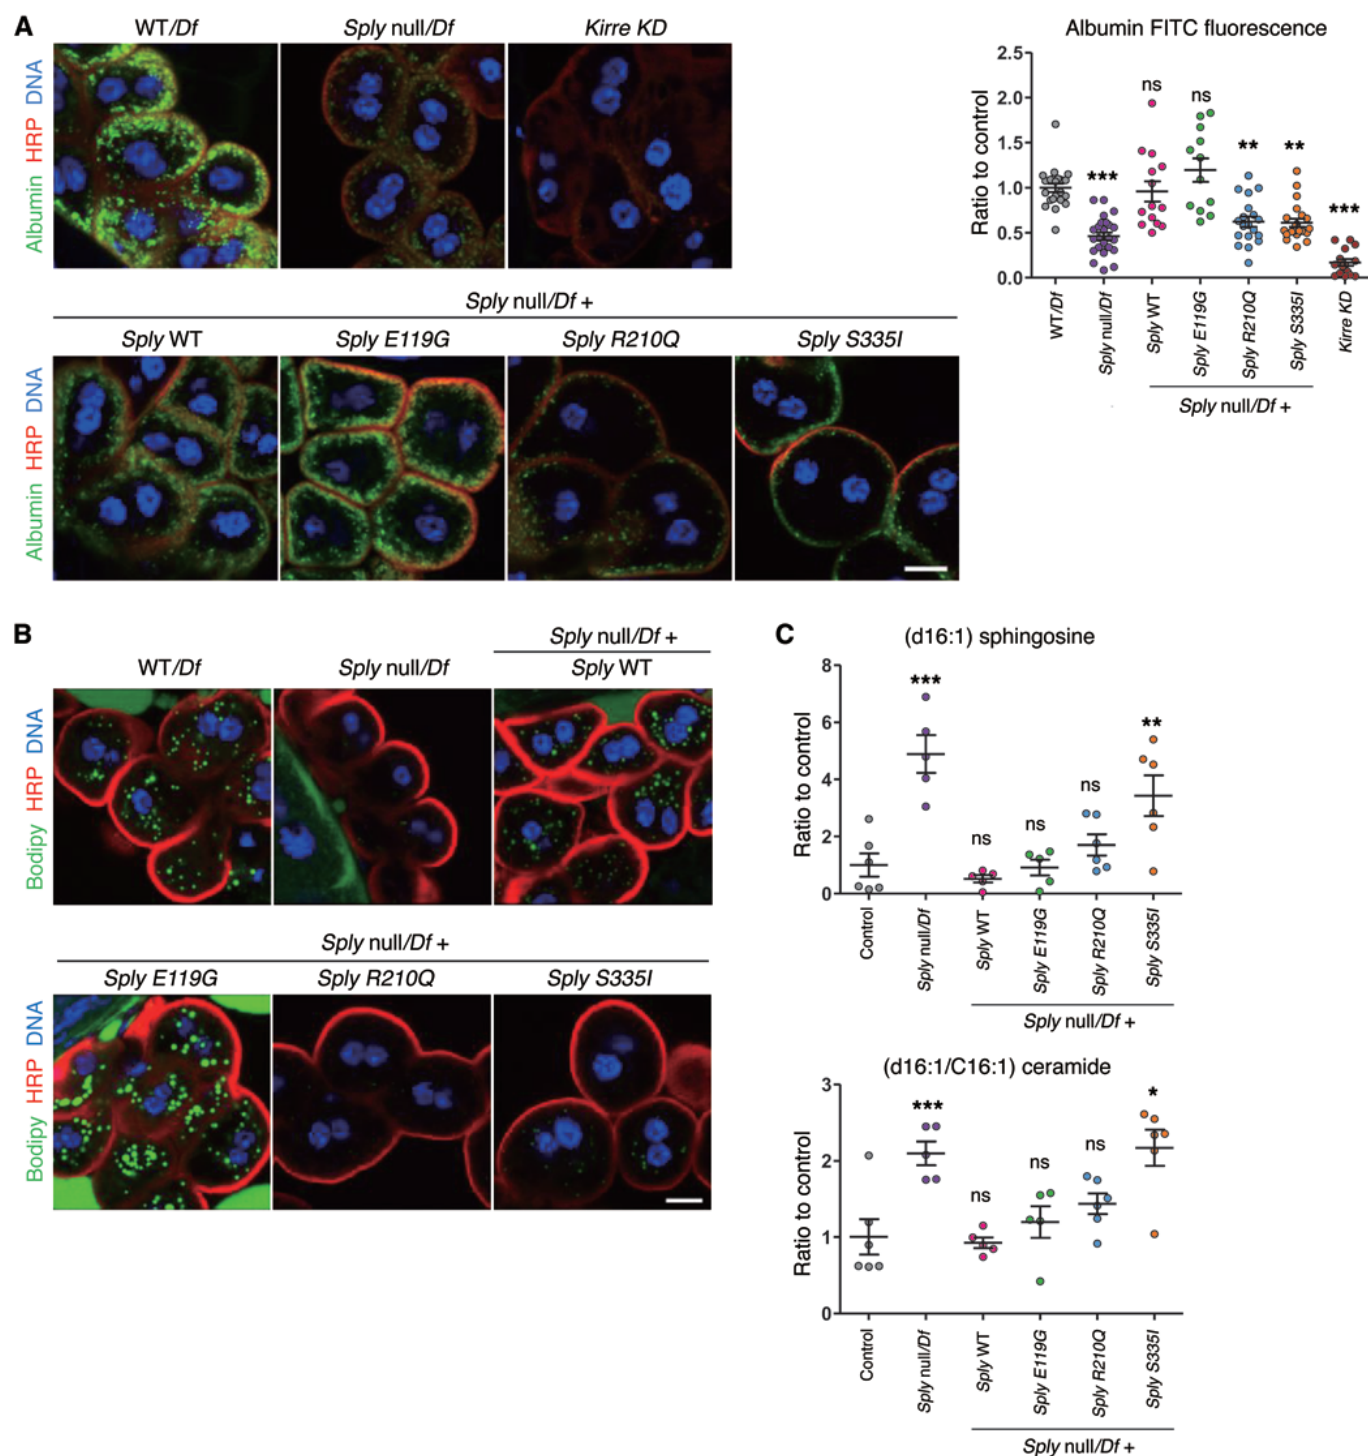 A
WT/Df
Sply null/Df
Kirre KD
Albumin HRP DNA
Sply null/Df +
Sply WT
Sply E119G
Sply R210Q
Sply S335I
Albumin HRP DNA
Albumin FITC fluorescence
Ratio to control
2.5
2.0
1.5
1.0
0.5
0.0
***
ns
ns
**
**
***
WT/Df
Sply null/Df
Sply WT
Sply E119G
Sply R210Q
Sply S335I
Kirre KD
Sply null/Df +
B
WT/Df
Sply null/Df
Sply null/Df +
Sply WT
Bodipy HRP DNA
Sply null/Df +
Sply E119G
Sply R210Q
Sply S335I
Bodipy HRP DNA
C
(d16:1) sphingosine
Ratio to control
8
6
4
2
0
***
ns
ns
ns
**
Control
Sply null/Df
Sply WT
Sply E119G
Sply R210Q
Sply S335I
Sply null/Df +
(d16:1/C16:1) ceramide
Ratio to control
3
2
1
0
***
ns
ns
ns
*
Control
Sply null/Df
Sply WT
Sply E119G
Sply R210Q
Sply S335I
Sply null/Df +